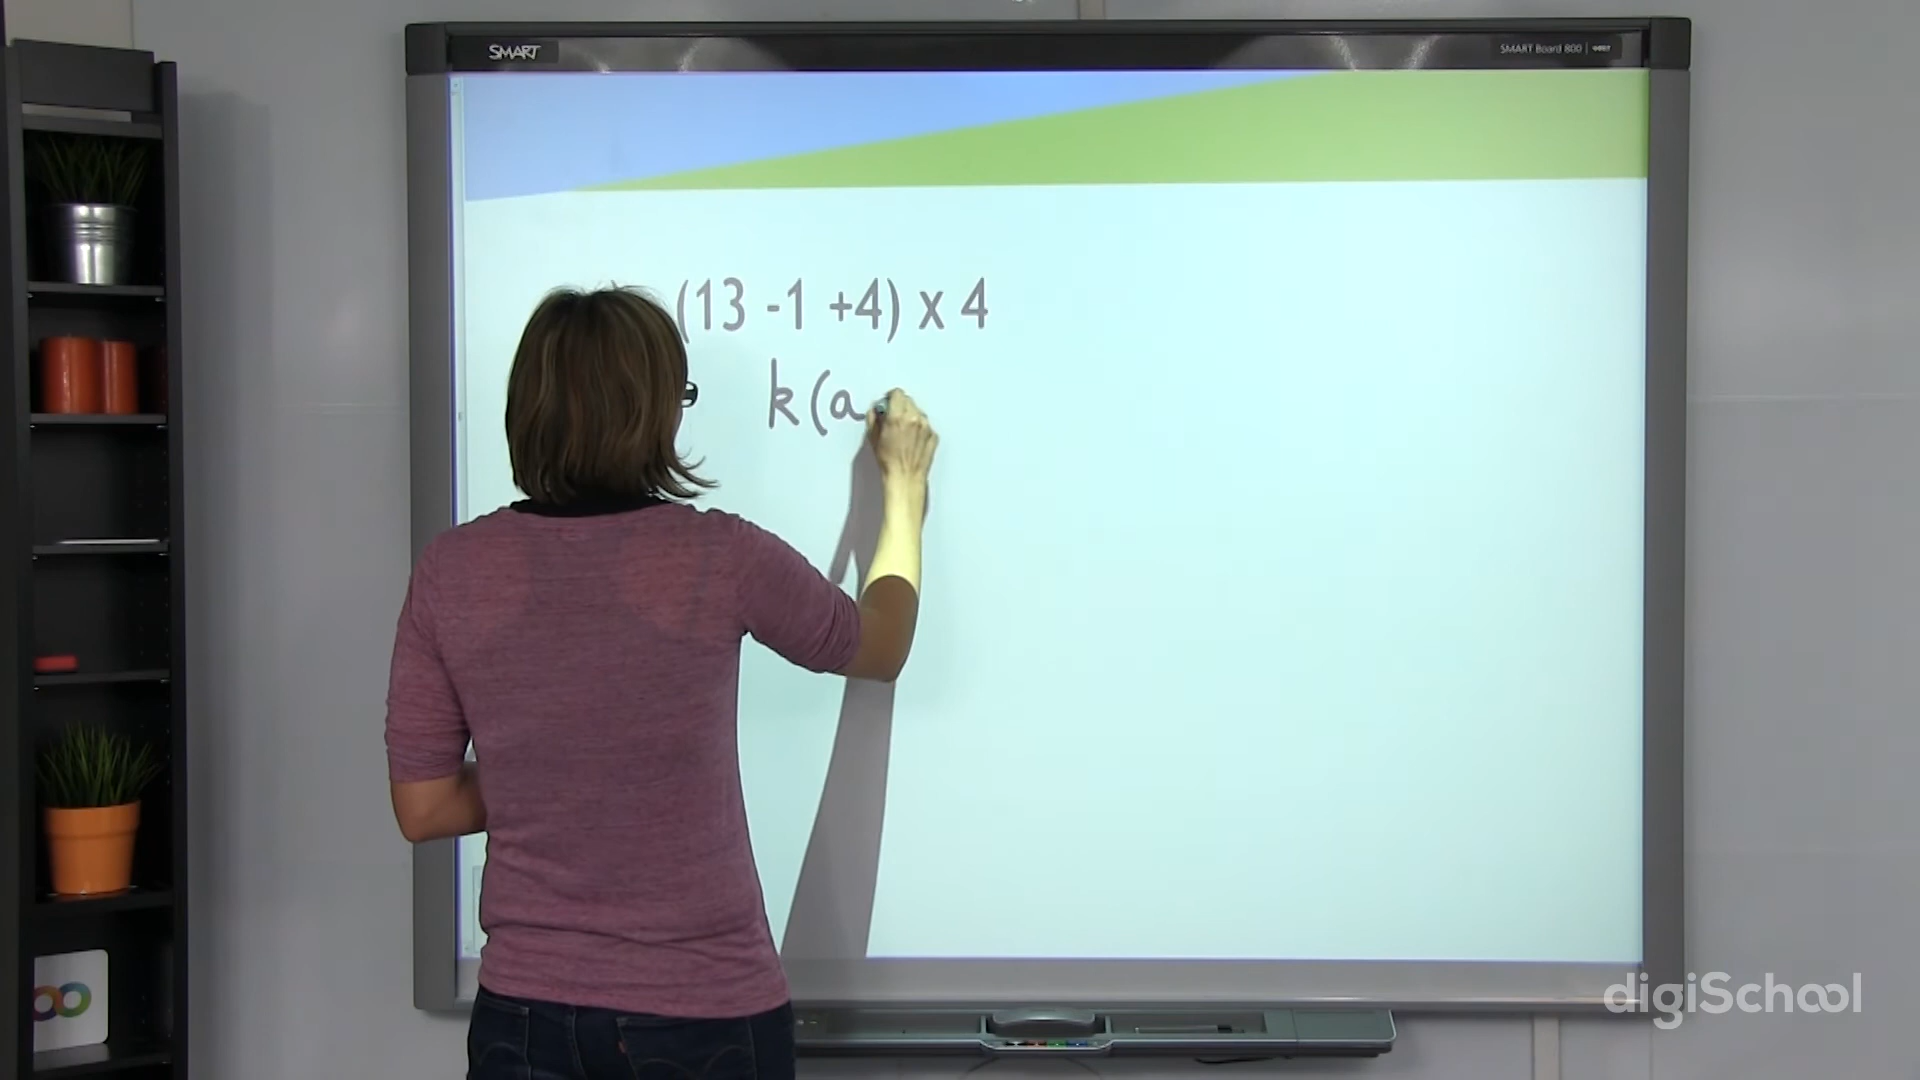 SMART
SMART Board 800
(13 -1 +4) x 4
k (a
digiSchool